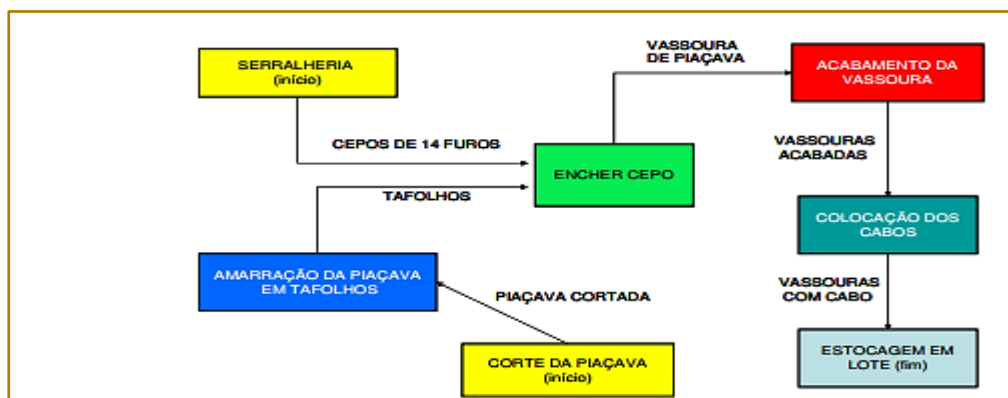 SERRALHERIA
(início)
VASSOURA
DE PIAÇAVA
ACABAMENTO DA
VASSOURA
CEPOS DE 14 FUROS
VASSOURAS
ACABADAS
ENCHER CEPO
TAFOLHOS
COLOCAÇÃO DOS
CABOS
AMARRAÇÃO DA PIAÇAVA
EM TAFOLHOS
PIAÇAVA CORTADA
VASSOURAS
COM CABO
CORTE DA PIAÇAVA
(início)
ESTOCAGEM EM
LOTE (fim)